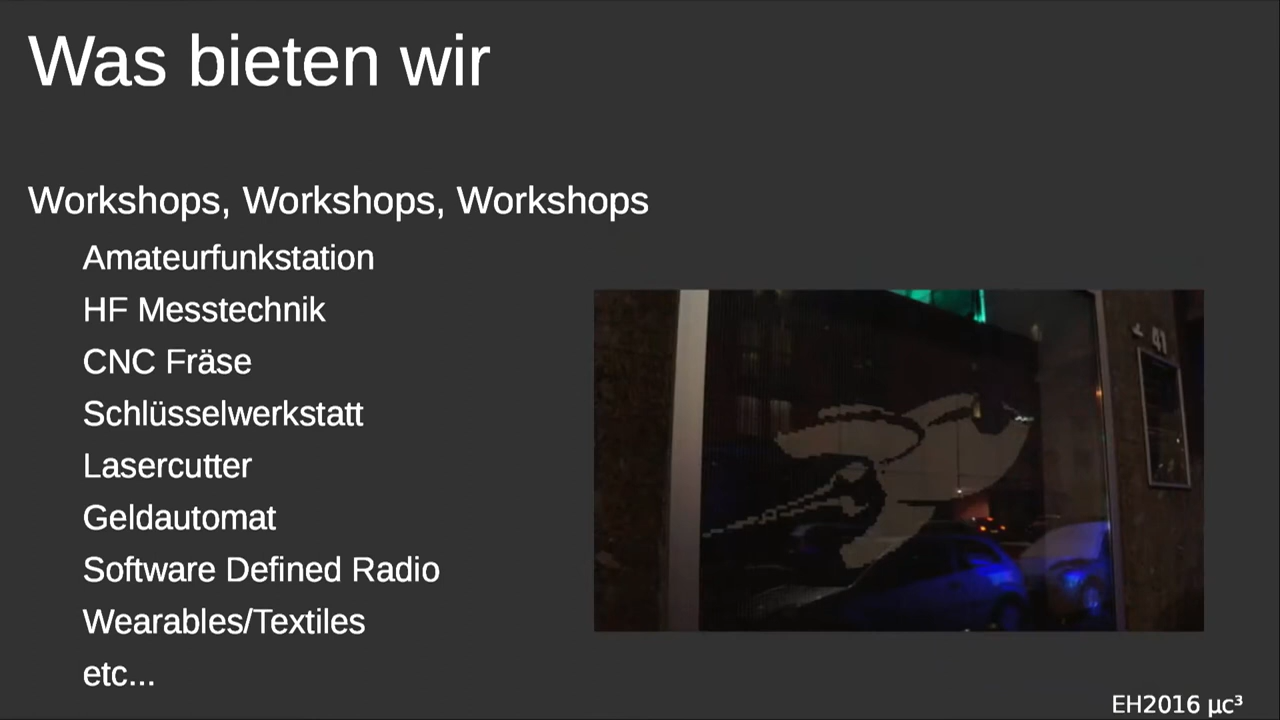 Was bieten wir
Workshops, Workshops, Workshops
Amateurfunkstation
HF Messtechnik
CNC Fräse
Schlüsselwerkstatt
Lasercutter
Geldautomat
Software Defined Radio
Wearables/Textiles
etc...
41
EH2016 µc³